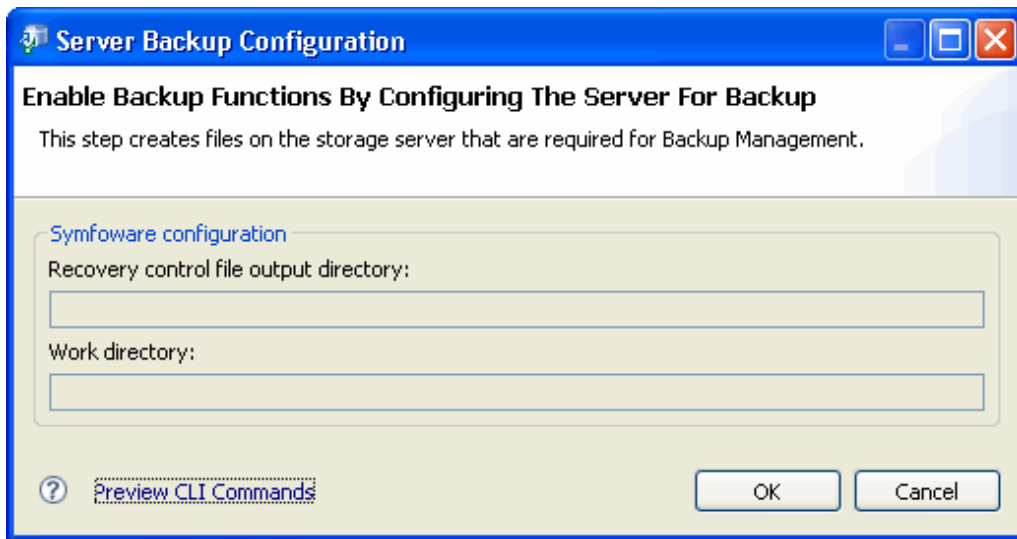 Server Backup Configuration
Enable Backup Functions By Configuring The Server For Backup
This step creates files on the storage server that are required for Backup Management.
Symfoware configuration
Recovery control file output directory:
Work directory:
? Preview CLI Commands OK Cancel